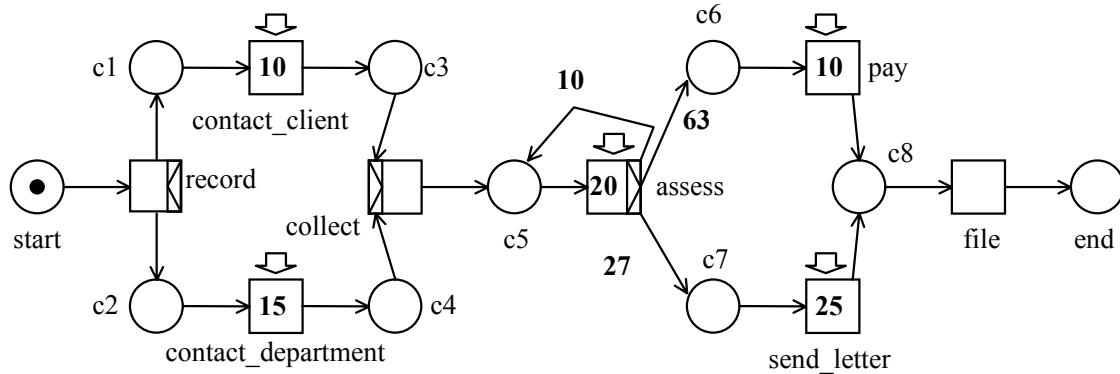 c6
c1
10
c3
10
10
pay
contact_client
63
c8
record
20
assess
start
collect
c5
file
end
27
c7
c2
15
c4
25
contact_department
send_letter